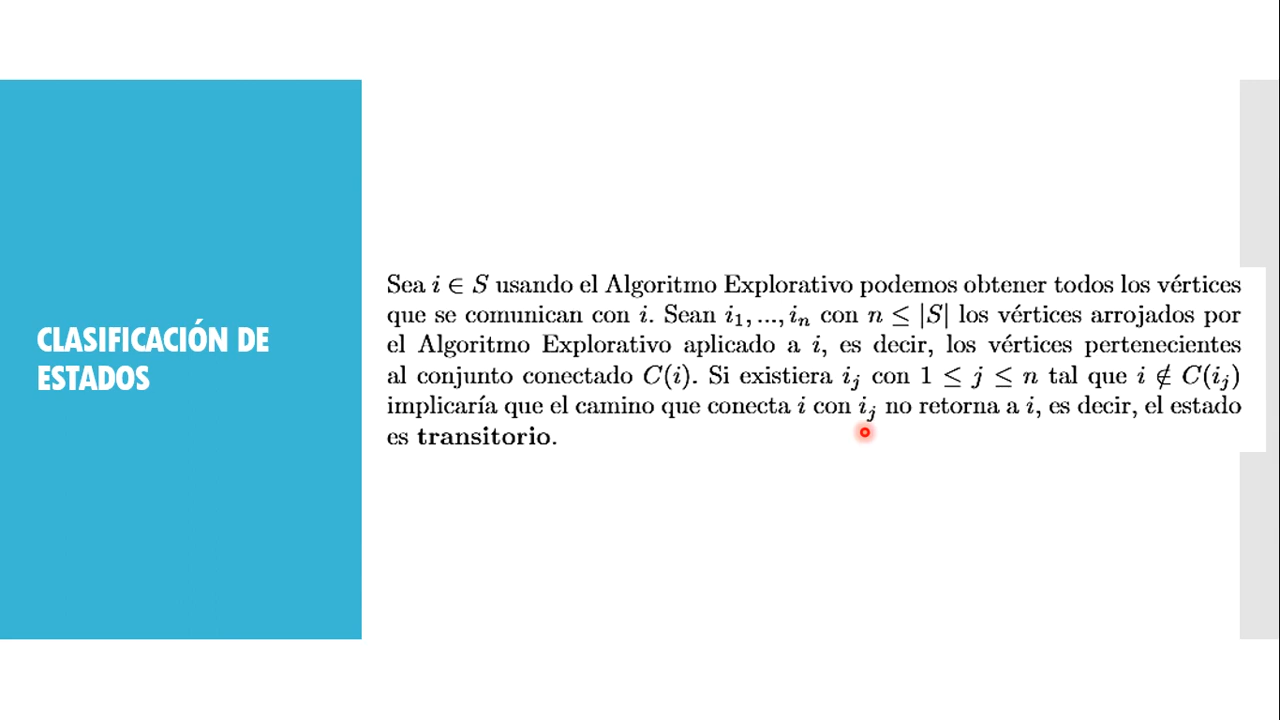 CLASIFICACIÓN DE
ESTADOS
Sea i ∈ S usando el Algoritmo Explorativo podemos obtener todos los vértices
que se comunican con i. Sean i₁, ..., iₙ con n ≤ |S| los vértices arrojados por
el Algoritmo Explorativo aplicado a i, es decir, los vértices pertenecientes
al conjunto conectado C(i). Si existiera iⱼ con 1 ≤ j ≤ n tal que i ∉ C(iⱼ)
implicaría que el camino que conecta i con iⱼ no retorna a i, es decir, el estado
es transitorio.